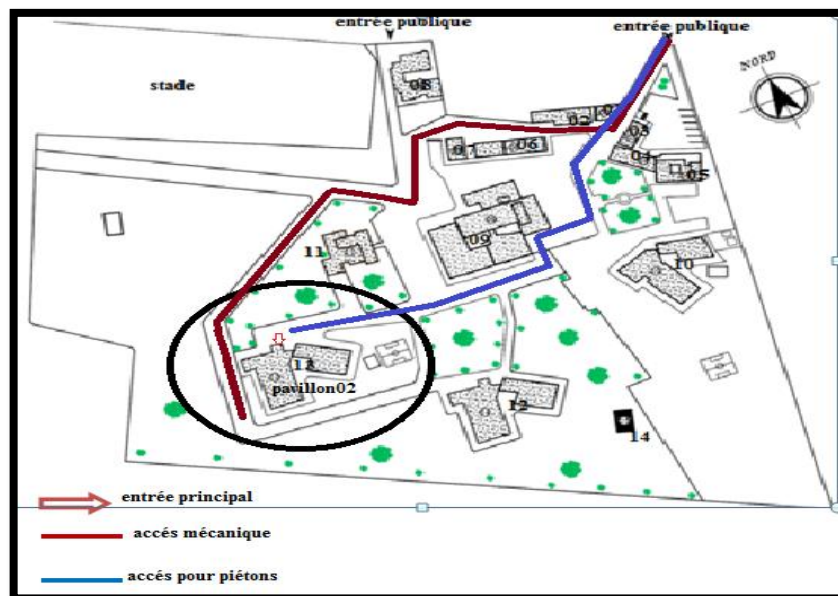 entrée publique
entrée publique
NORD
stade
08
02
03
07
06
04
05
09
11
10
13
pavillon02
12
14
entrée principal
accés mécanique
accés pour piétons